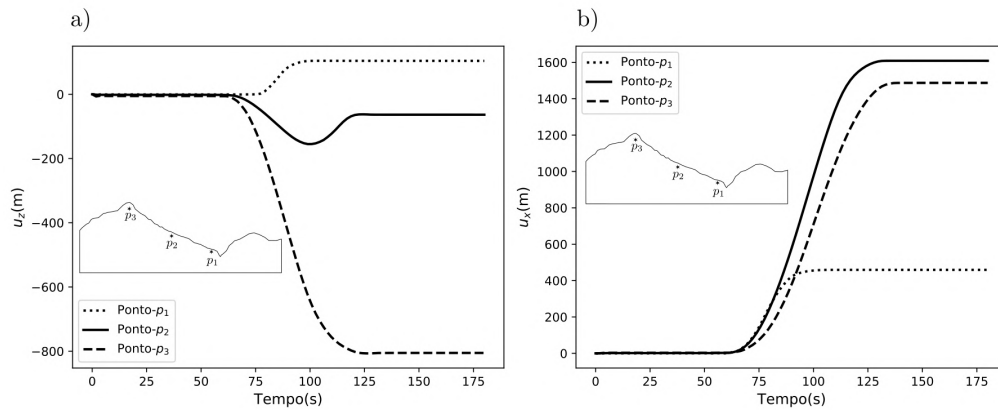 a)
u_z(m)
0
−200
−400
−600
−800
p_3
p_2
p_1
Ponto-p_1
Ponto-p_2
Ponto-p_3
0 25 50 75 100 125 150 175
Tempo(s)
b)
u_x(m)
1600
1400
1200
1000
800
600
400
200
0
Ponto-p_1
Ponto-p_2
Ponto-p_3
p_3
p_2
p_1
0 25 50 75 100 125 150 175
Tempo(s)